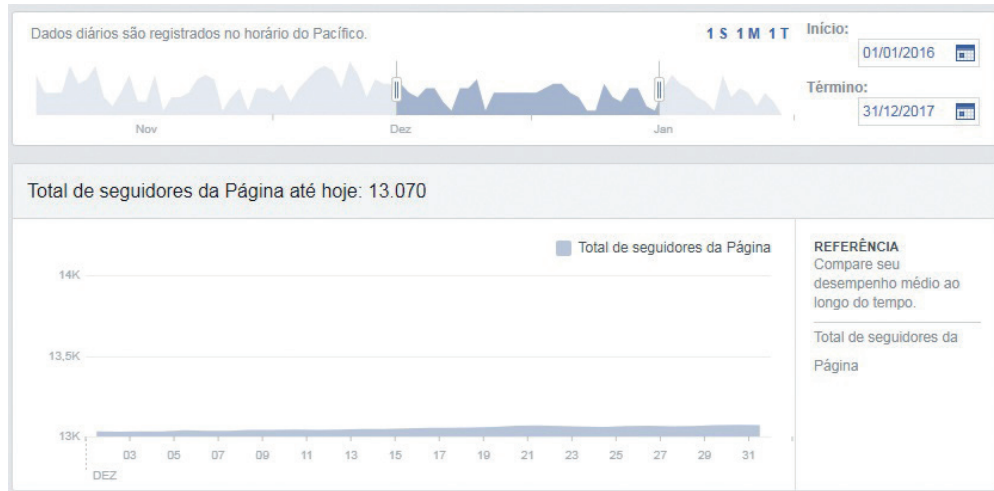 Dados diários são registrados no horário do Pacífico.
1 S 1 M 1 T
Início:
01/01/2016
Término:
31/12/2017
Nov
Dez
Jan
Total de seguidores da Página até hoje: 13.070
Total de seguidores da Página
14K
13,5K
13K
03 05 07 09 11 13 15 17 19 21 23 25 27 29 31
DEZ
REFERÊNCIA
Compare seu
desempenho médio ao
longo do tempo.
Total de seguidores da
Página